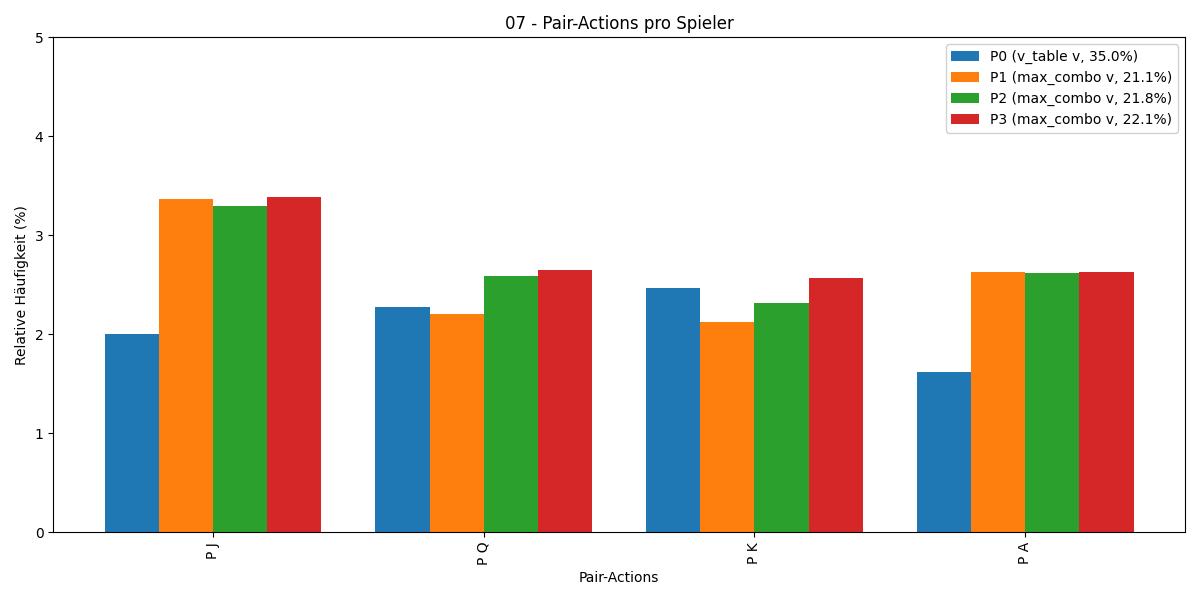 07 - Pair-Actions pro Spieler
P0 (v_table v, 35.0%)
P1 (max_combo v, 21.1%)
P2 (max_combo v, 21.8%)
P3 (max_combo v, 22.1%)
Relative Häufigkeit (%)
5
4
3
2
1
0
P J
P Q
P K
P A
Pair-Actions